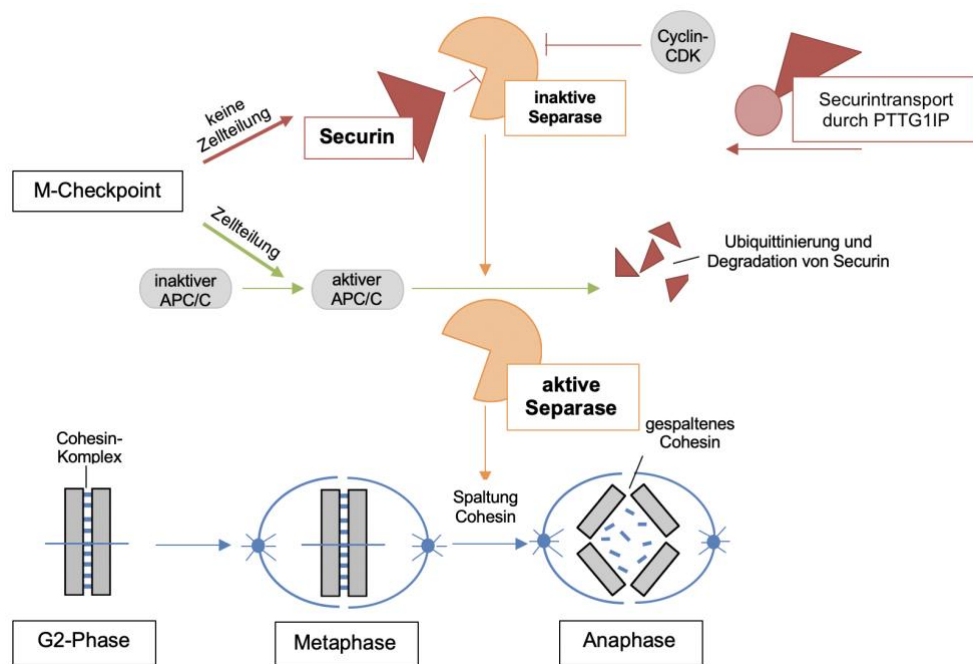 Cyclin-
CDK
inaktive
Separase
Securintransport
durch PTTG1IP
keine
Zellteilung
Securin
M-Checkpoint
Zellteilung
Ubiquittinierung und
Degradation von Securin
inaktiver
APC/C
aktiver
APC/C
aktive
Separase
gespaltenes
Cohesin
Cohesin-
Komplex
Spaltung
Cohesin
G2-Phase
Metaphase
Anaphase